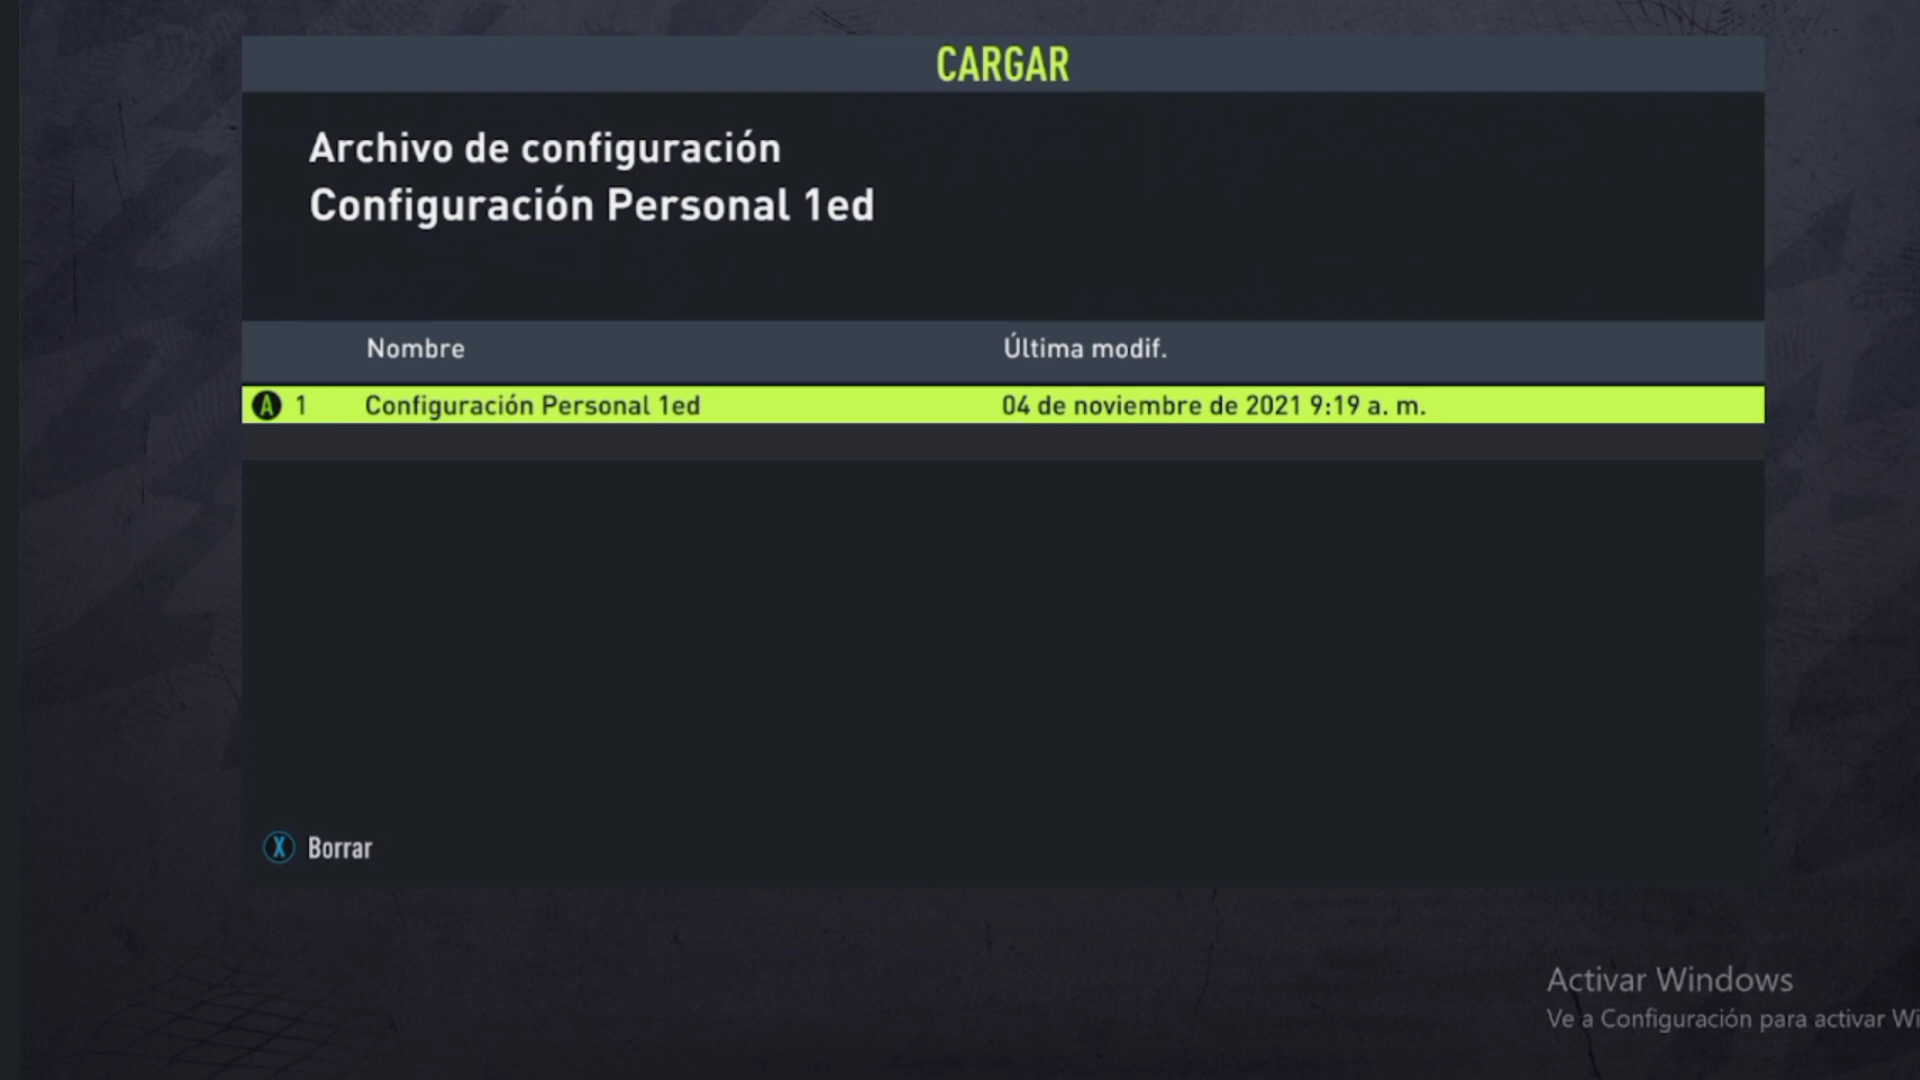 CARGAR
Archivo de configuración
Configuración Personal 1ed
Nombre Última modif.
A 1 Configuración Personal 1ed 04 de noviembre de 2021 9:19 a. m.
X Borrar
Activar Windows
Ve a Configuración para activar Wi